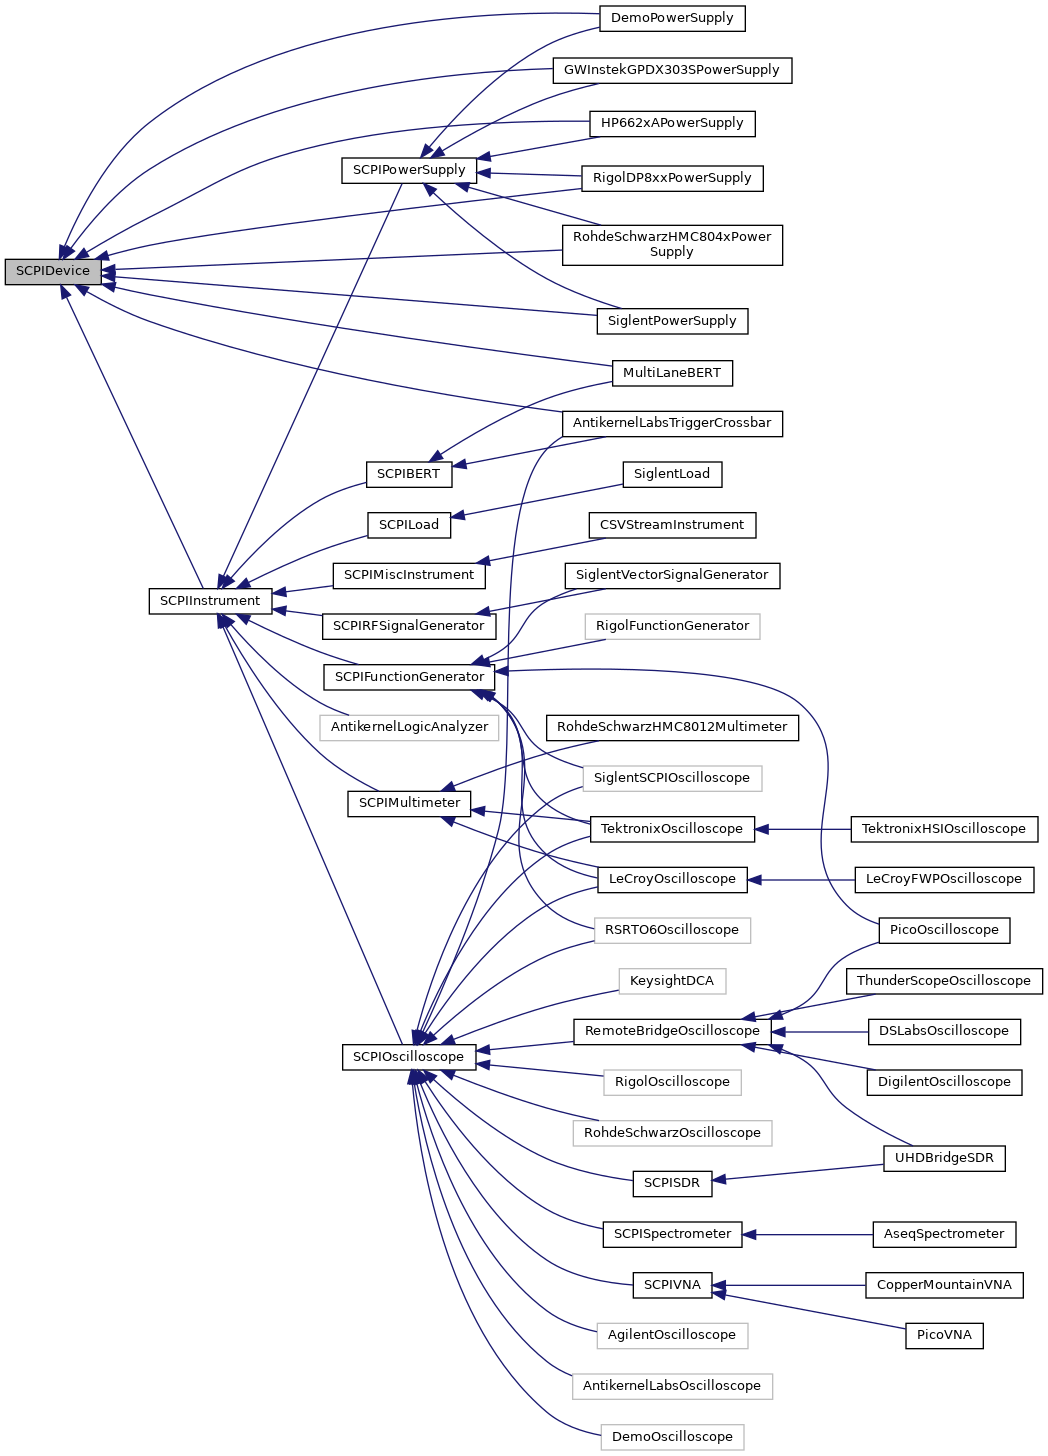 DemoPowerSupply
GWInstekGPDX303SPowerSupply
HP662xAPowerSupply
SCPIPowerSupply
RigolDP8xxPowerSupply
RohdeSchwarzHMC804xPower
Supply
SCPIDevice
SiglentPowerSupply
MultiLaneBERT
AntikernelLabsTriggerCrossbar
SCPIBERT
SiglentLoad
SCPILoad
CSVStreamInstrument
SCPIMiscInstrument
SiglentVectorSignalGenerator
SCPIInstrument
SCPIRFSignalGenerator
RigolFunctionGenerator
SCPIFunctionGenerator
AntikernelLogicAnalyzer
RohdeSchwarzHMC8012Multimeter
SiglentSCPIOscilloscope
SCPIMultimeter
TektronixOscilloscope
TektronixHSIOscilloscope
LeCroyOscilloscope
LeCroyFWPOscilloscope
RSRTO6Oscilloscope
PicoOscilloscope
KeysightDCA
ThunderScopeOscilloscope
RemoteBridgeOscilloscope
DSLabsOscilloscope
SCPIOscilloscope
RigolOscilloscope
DigilentOscilloscope
RohdeSchwarzOscilloscope
UHDBridgeSDR
SCPISDR
SCPISpectrometer
AseqSpectrometer
SCPIVNA
CopperMountainVNA
AgilentOscilloscope
PicoVNA
AntikernelLabsOscilloscope
DemoOscilloscope